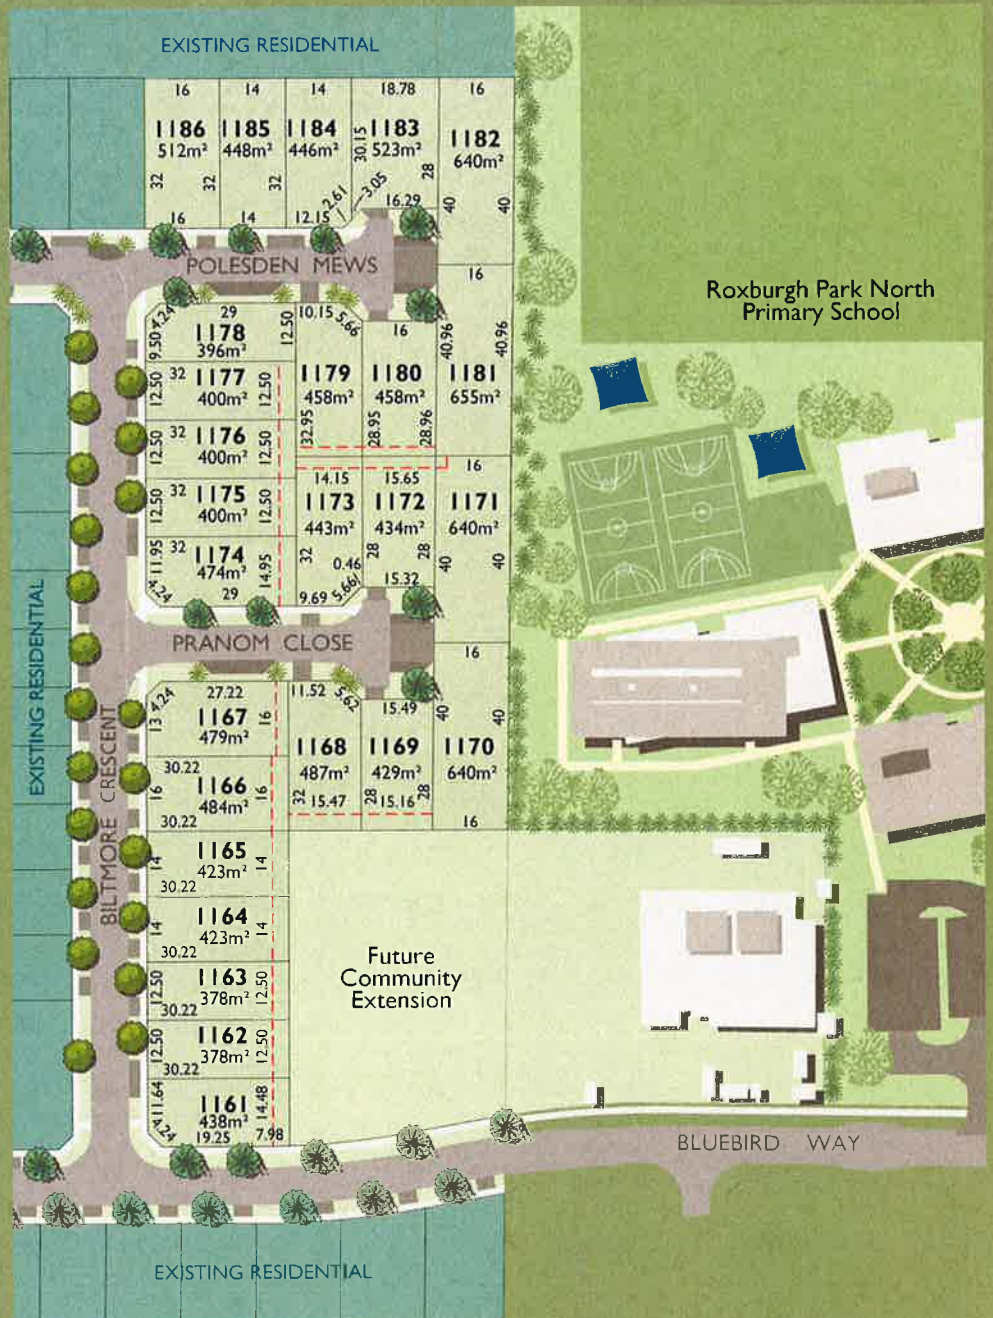 EXISTING RESIDENTIAL
16 14 14 18.78 16
1186 1185 1184 30.15 1183 1182
512m² 448m² 446m² 523m² 640m²
32 32 32 2.61 3.05 28 40 40
16 14 12.15 16.29
POLESDEN MEWS
16
Roxburgh Park North
Primary School
4.24 29 12.50 10.15 5.66 16 40.96 40.96
9.50 1178
396m²
12.50 32 1177 12.50 1179 1180 1181
400m² 458m² 458m² 655m²
12.50 32 1176 12.50 32.95 28.95 28.96
400m²
16
14.15 15.65
12.50 32 1175 12.50 1173 1172 1171
400m² 443m² 434m² 640m²
11.95 32 1174 14.95 32 0.46 28 28 40 40
474m²
4.24 29 9.69 5.66 15.32
PRANOM CLOSE
16
EXISTING RESIDENTIAL
BILTMORE CRESCENT
4.24 27.22 11.52 5.62 15.49 40 40
13 1167 16
479m²
1168 1169 1170
487m² 429m² 640m²
30.22
16 1166 16 32 15.47 28 15.16 28
484m²
30.22 16
1165
14 423m² 14
30.22
1164
14 423m² 14
30.22
Future
Community
Extension
1163
12.50 378m² 12.50
30.22
1162
12.50 378m² 12.50
30.22
11.64 1161 14.48
438m²
4.24 19.25 7.98
BLUEBIRD WAY
EXISTING RESIDENTIAL